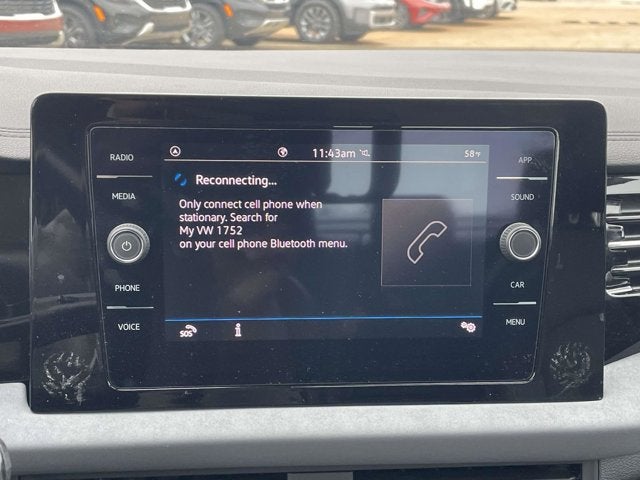 11:43am
58°F
RADIO
MEDIA
PHONE
VOICE
Reconnecting...
Only connect cell phone when
stationary. Search for
My VW 1752
on your cell phone Bluetooth menu.
SOS
i
APP
SOUND
CAR
MENU